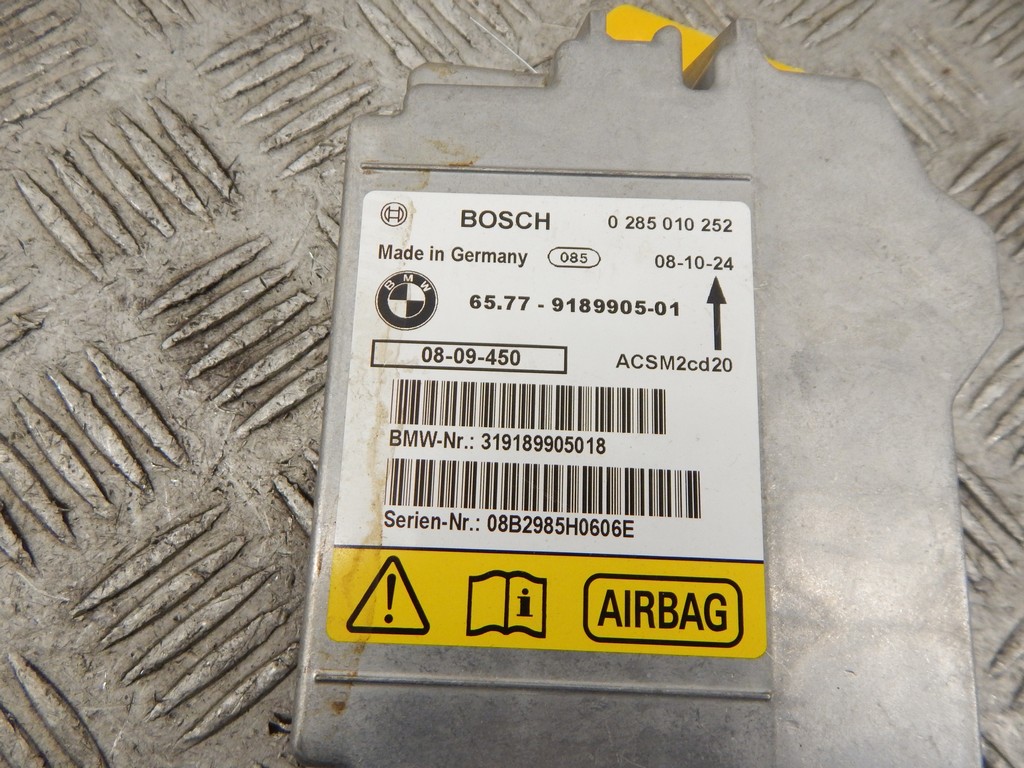 BOSCH 0 285 010 252
Made in Germany 085 08-10-24
BMW 65.77 - 9189905-01
08-09-450 ACSM2cd20
BMW-Nr.: 319189905018
Serien-Nr.: 08B2985H0606E
! i AIRBAG